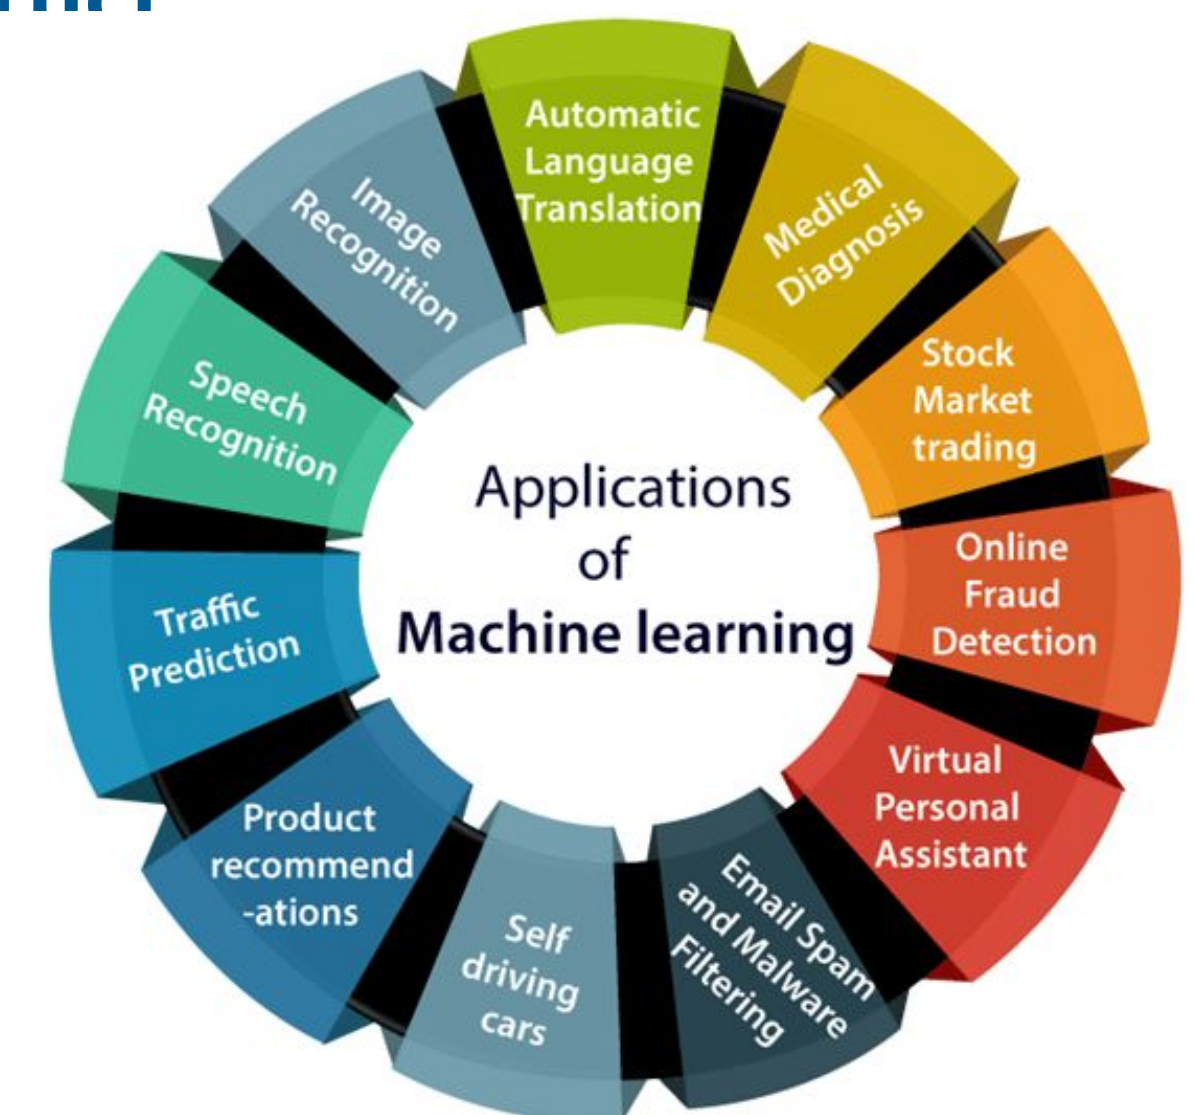 Applications
of
Machine learning
Automatic
Language
Translation
Medical
Diagnosis
Stock
Market
trading
Online
Fraud
Detection
Virtual
Personal
Assistant
Email Spam
and Malware
Filtering
Self
driving
cars
Product
recommend
-ations
Traffic
Prediction
Speech
Recognition
Image
Recognition